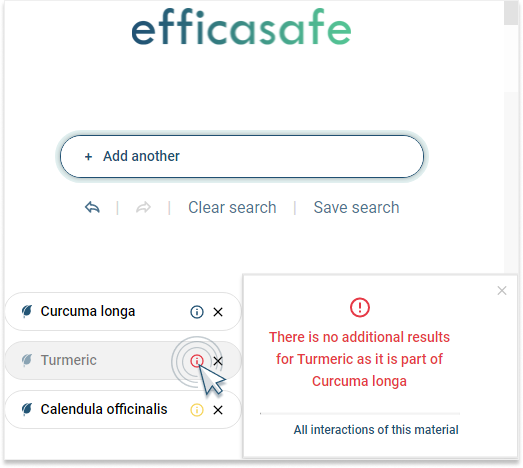 efficasafe
+ Add another
Clear search | Save search
Curcuma longa
Turmeric
Calendula officinalis
There is no additional results
for Turmeric as it is part of
Curcuma longa
All interactions of this material